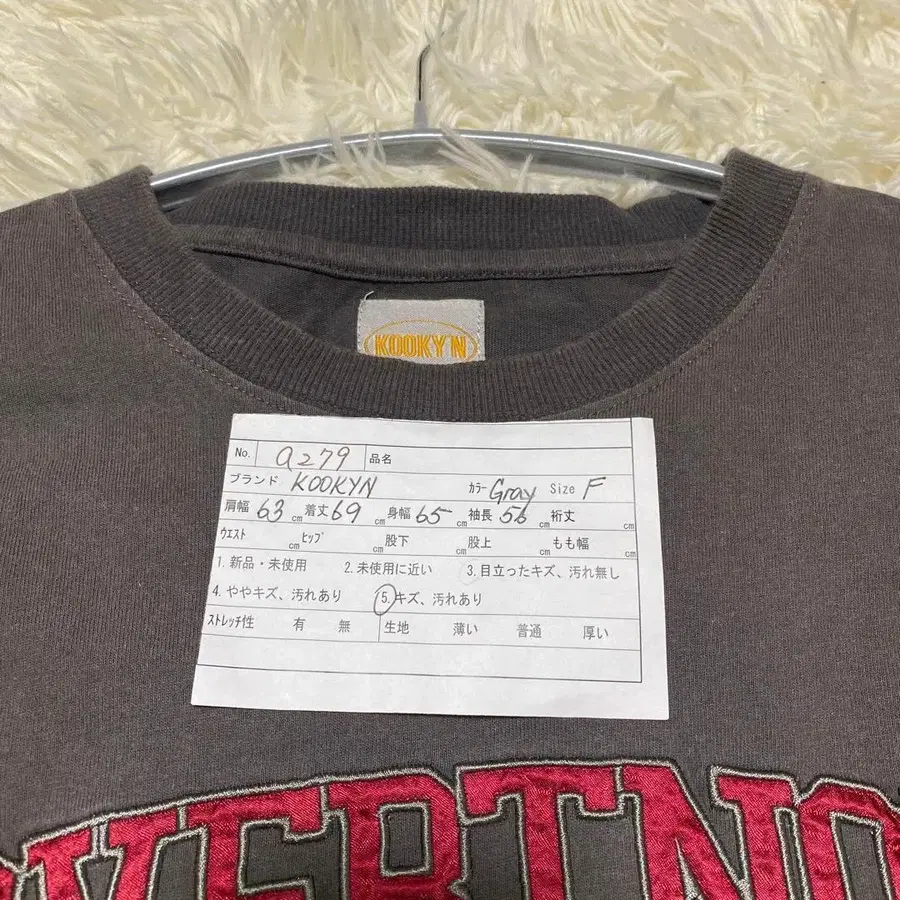 KOOKY'N
No. a279 品名
ブランド KOOKYN カラー Gray Size F
肩幅 63 cm 着丈 69 cm 身幅 65 cm 袖長 56 cm 裄丈 cm
ウエスト cm ヒップ cm 股下 cm 股上 cm もも幅 cm
1. 新品・未使用 2. 未使用に近い 3. 目立ったキズ、汚れ無し
4. ややキズ、汚れあり 5. キズ、汚れあり
ストレッチ性 有 無 生地 薄い 普通 厚い